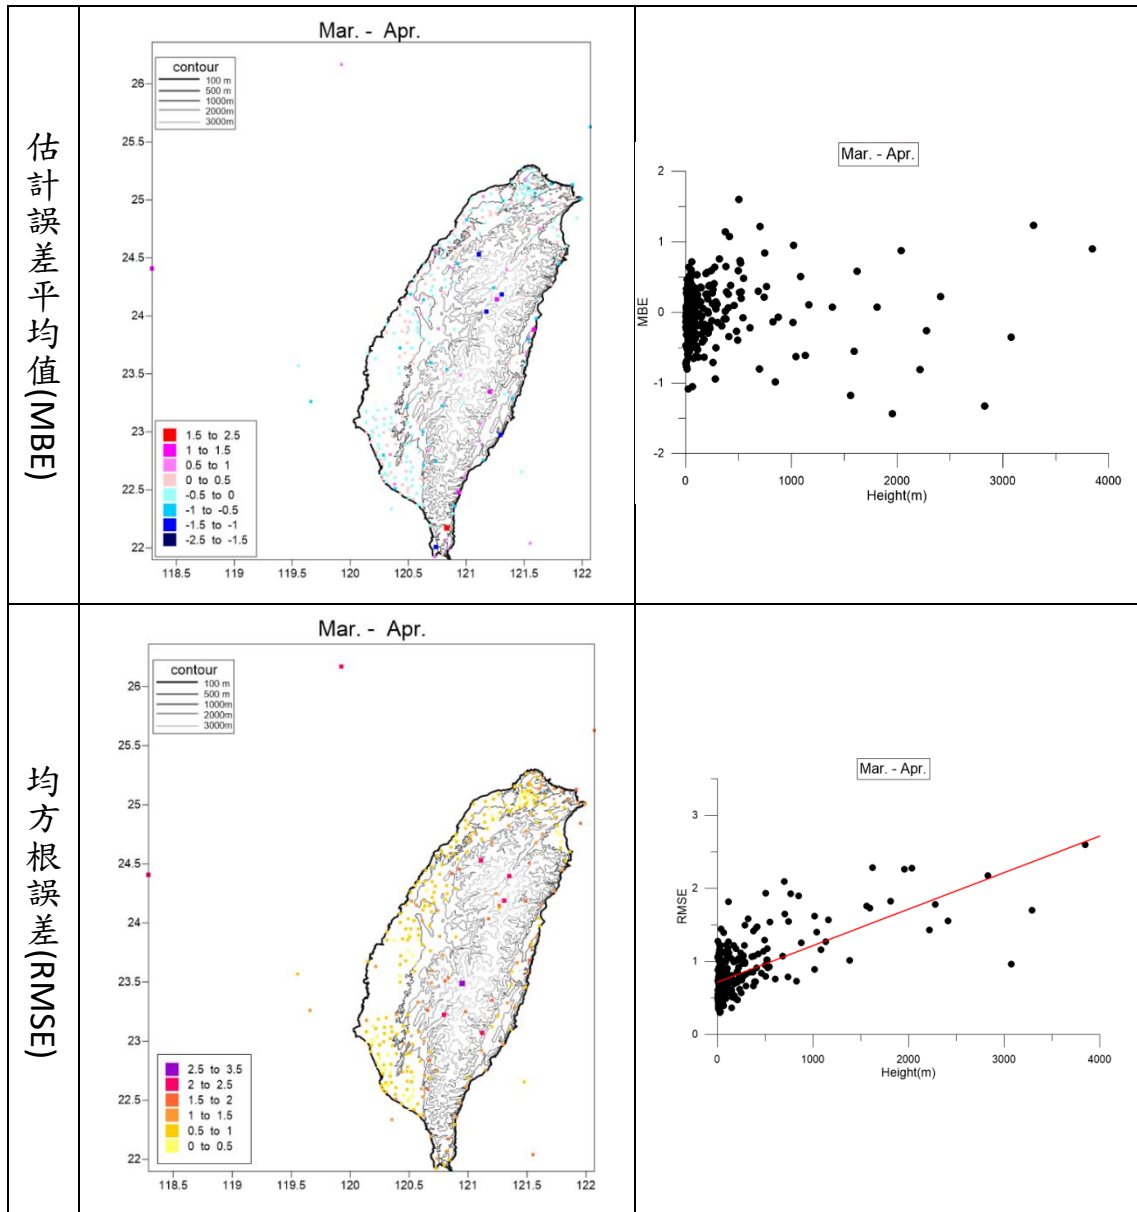 估計誤差平均值(MBE)
Mar. - Apr.
contour
100 m
500 m
1000m
2000m
3000m
26
25.5
25
24.5
24
23.5
23
22.5
22
1.5 to 2.5
1 to 1.5
0.5 to 1
0 to 0.5
-0.5 to 0
-1 to -0.5
-1.5 to -1
-2.5 to -1.5
118.5 119 119.5 120 120.5 121 121.5 122
Mar. - Apr.
MBE
2
1
0
-1
-2
0 1000 2000 3000 4000
Height(m)
均方根誤差(RMSE)
Mar. - Apr.
contour
100 m
500 m
1000m
2000m
3000m
26
25.5
25
24.5
24
23.5
23
22.5
22
2.5 to 3.5
2 to 2.5
1.5 to 2
1 to 1.5
0.5 to 1
0 to 0.5
118.5 119 119.5 120 120.5 121 121.5 122
Mar. - Apr.
RMSE
3
2
1
0
0 1000 2000 3000 4000
Height(m)